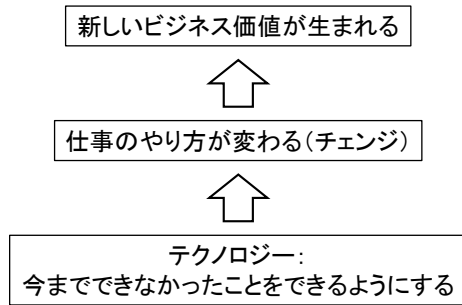 新しいビジネス価値が生まれる
仕事のやり方が変わる（チェンジ）
テクノロジー：
今までできなかったことをできるようにする